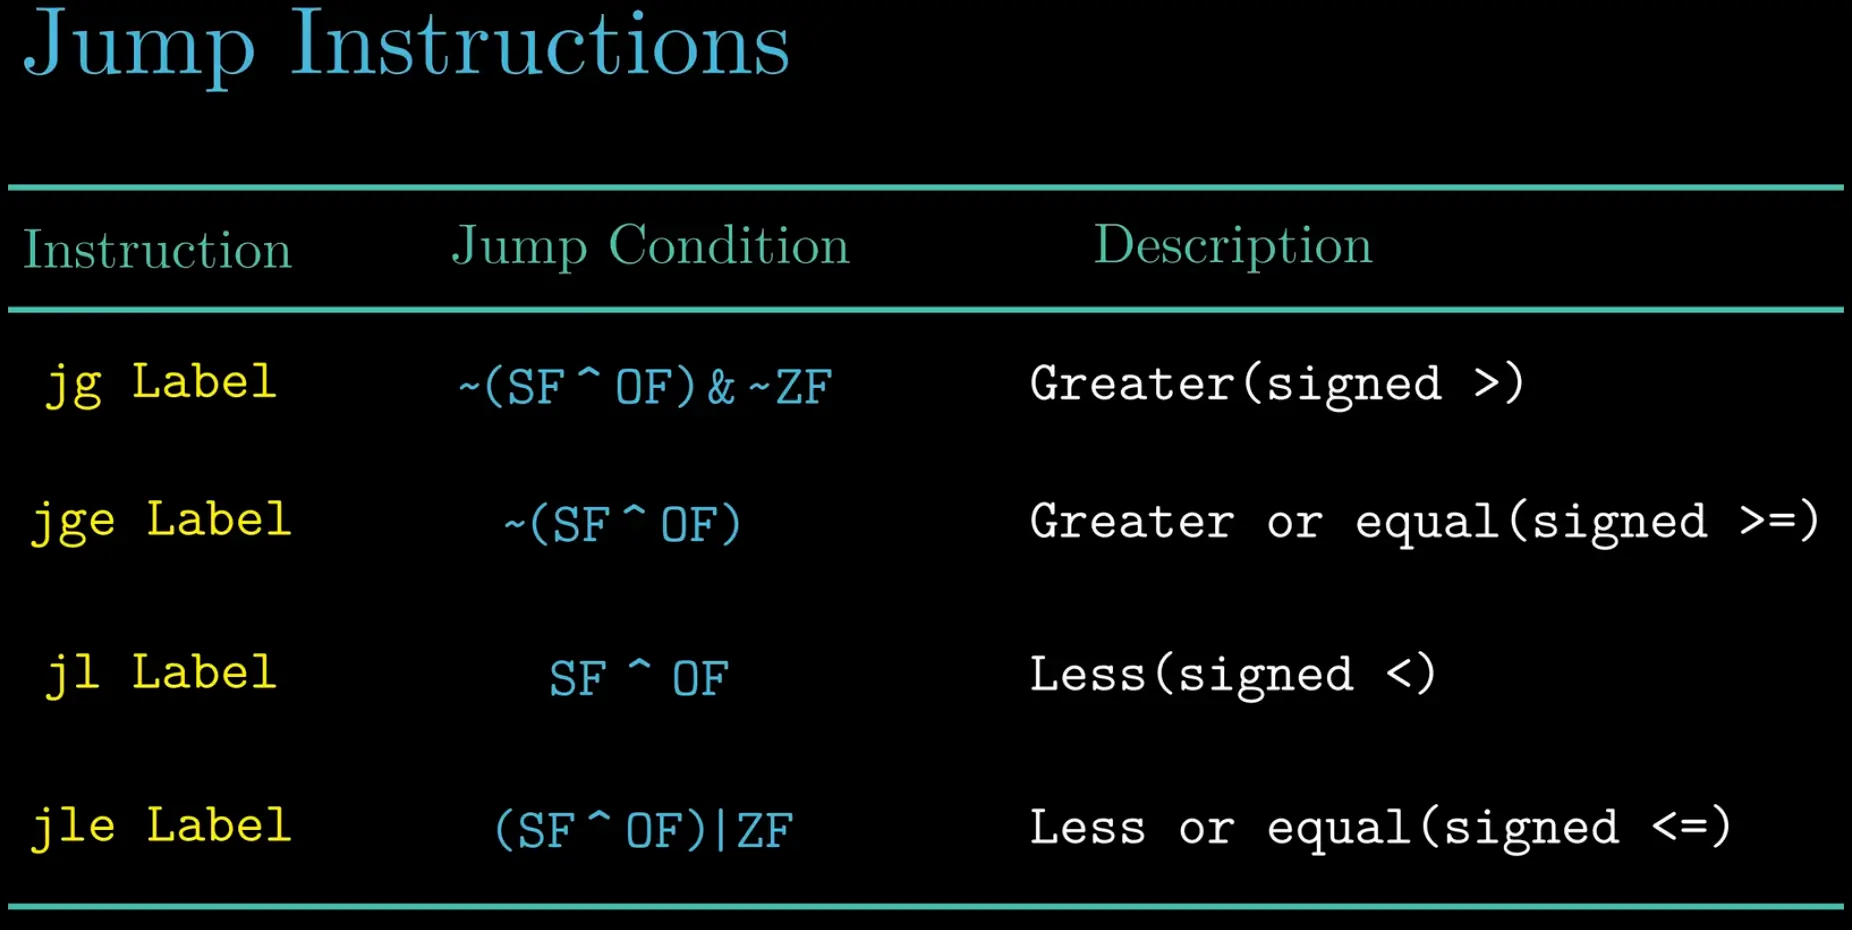 Jump Instructions
Instruction Jump Condition Description
jg Label ~(SF^OF)&~ZF Greater(signed >)
jge Label ~(SF^OF) Greater or equal(signed >=)
jl Label SF ^ OF Less(signed <)
jle Label (SF^OF)|ZF Less or equal(signed <=)